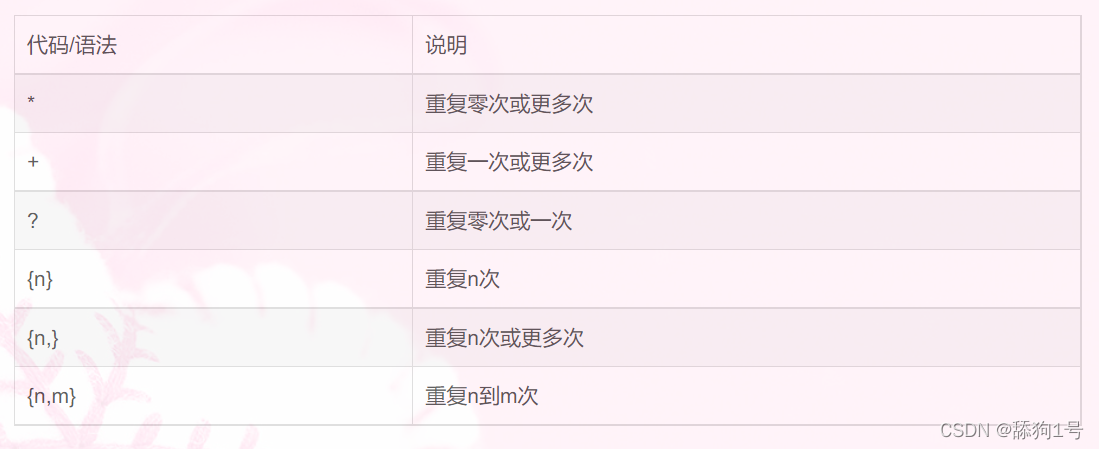 代码/语法 说明
* 重复零次或更多次
+ 重复一次或更多次
? 重复零次或一次
{n} 重复n次
{n,} 重复n次或更多次
{n,m} 重复n到m次
CSDN @舔狗1号